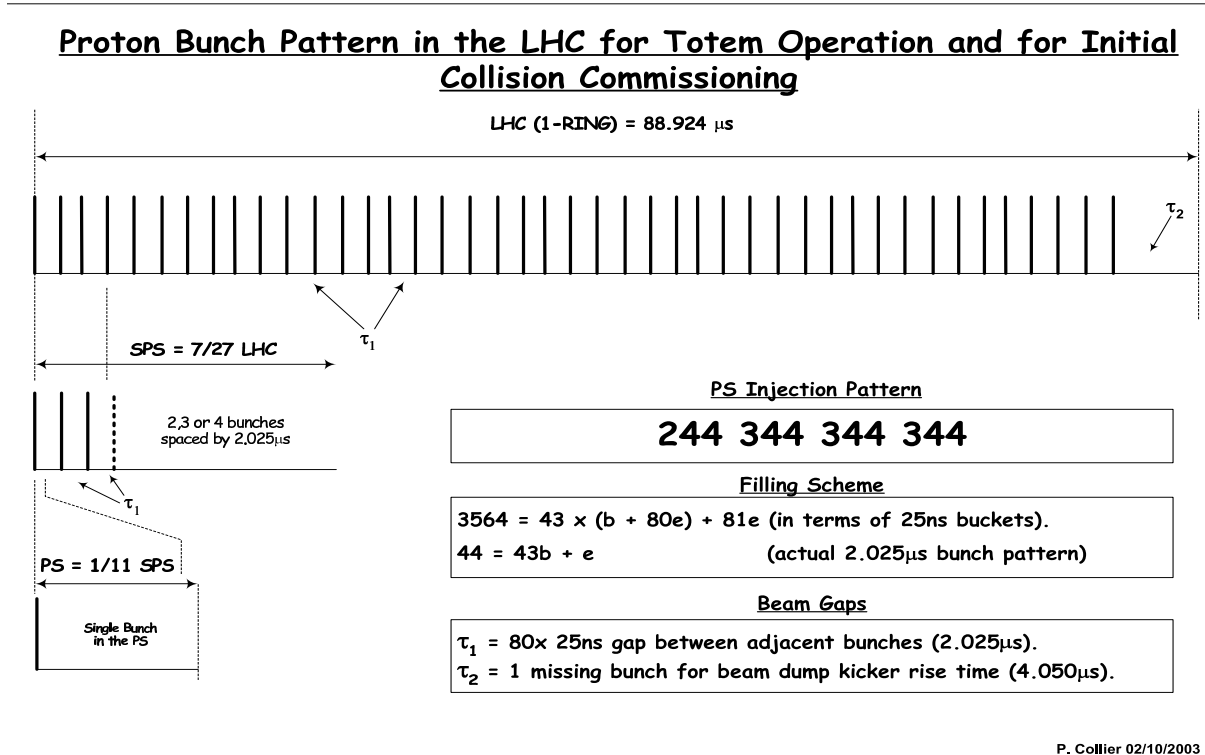 Proton Bunch Pattern in the LHC for Totem Operation and for Initial
Collision Commissioning
LHC (1-RING) = 88.924 μs
τ2
τ1
SPS = 7/27 LHC
2,3 or 4 bunches
spaced by 2.025μs
τ1
PS = 1/11 SPS
Single Bunch
in the PS
PS Injection Pattern
244 344 344 344
Filling Scheme
3564 = 43 x (b + 80e) + 81e (in terms of 25ns buckets).
44 = 43b + e (actual 2.025μs bunch pattern)
Beam Gaps
τ1 = 80x 25ns gap between adjacent bunches (2.025μs).
τ2 = 1 missing bunch for beam dump kicker rise time (4.050μs).
P. Collier 02/10/2003